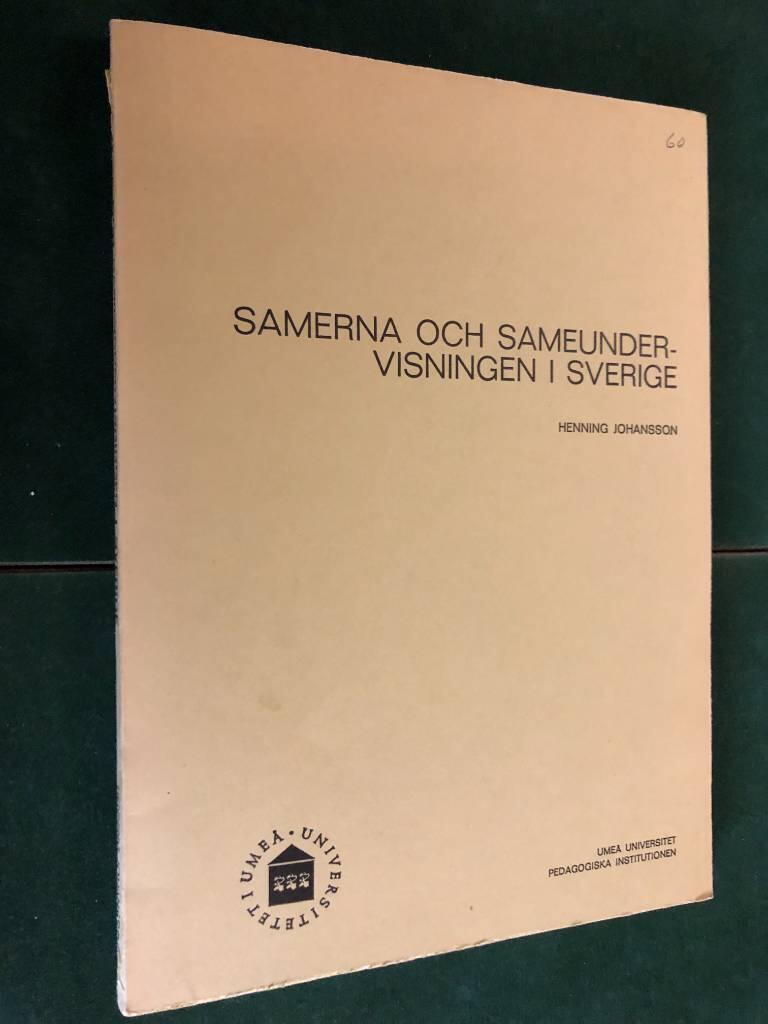 60
SAMERNA OCH SAMEUNDER-
VISNINGEN I SVERIGE
HENNING JOHANSSON
UNIVERSITETET I UMEÅ
UMEÅ UNIVERSITET
PEDAGOGISKA INSTITUTIONEN